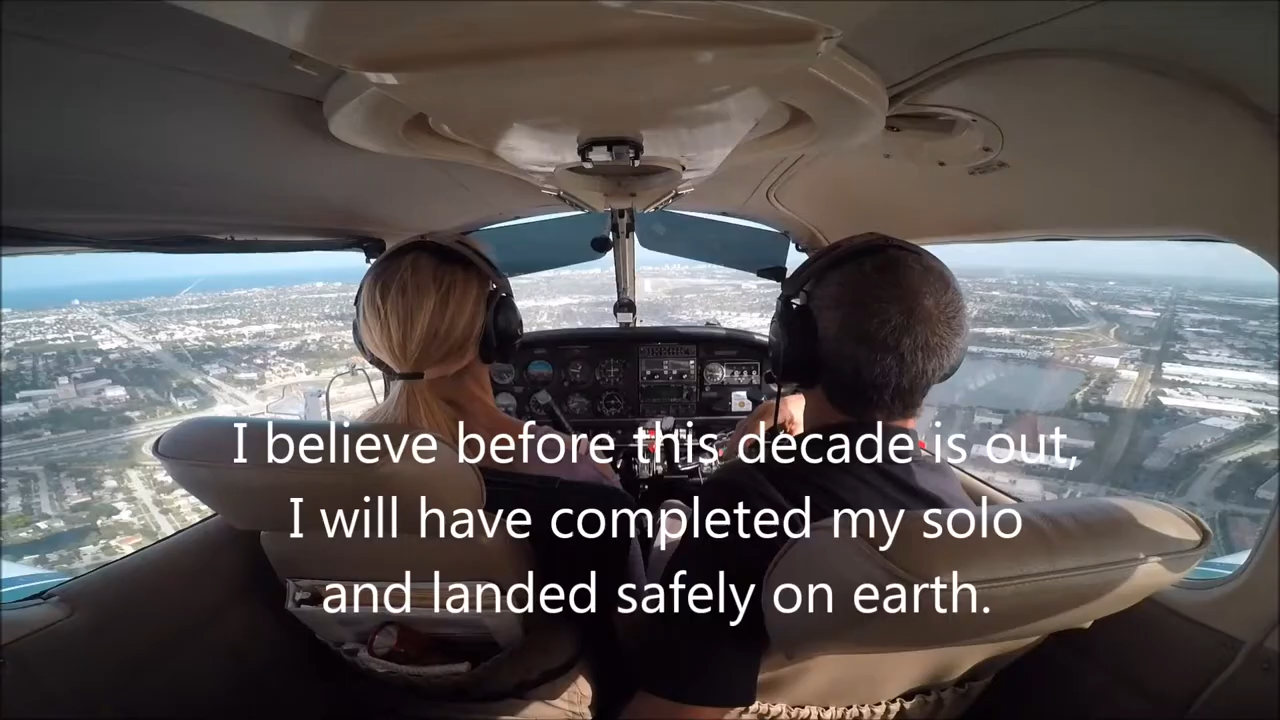 I believe before this decade is out,
I will have completed my solo
and landed safely on earth.